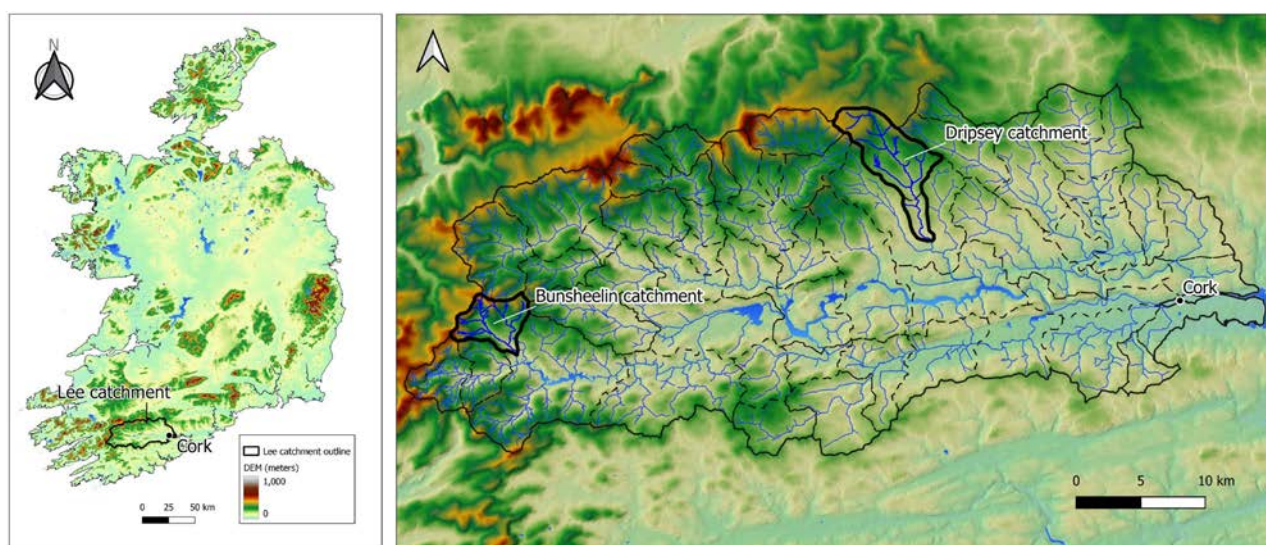 N
Lee catchment
Cork
Lee catchment outline
DEM (meters)
1,000
0
0 25 50 km
Dripsey catchment
Bunsheelin catchment
Cork
0 5 10 km